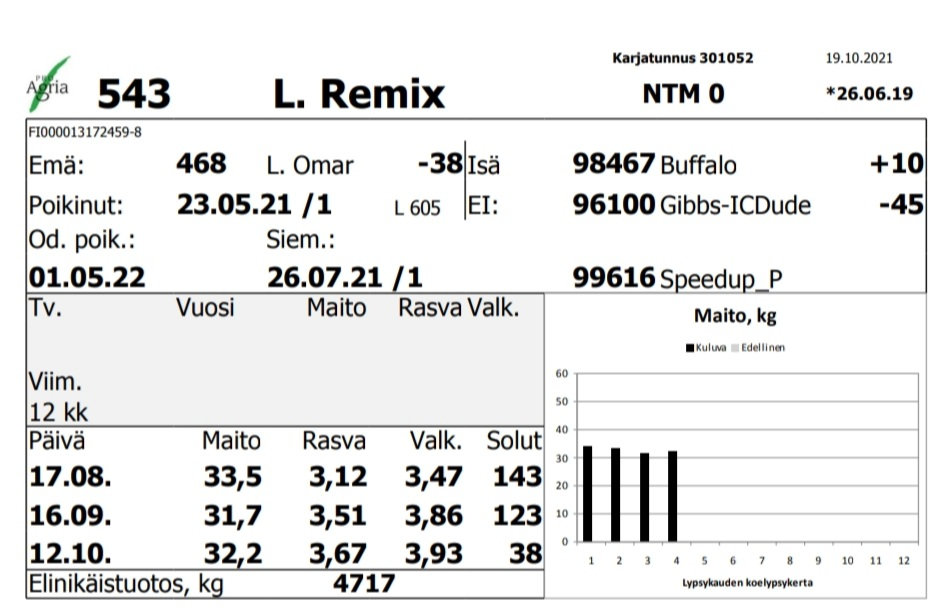 Karjatunnus 301052 19.10.2021
PRO
Agria 543 L. Remix NTM 0 *26.06.19
FI000013172459-8
Emä: 468 L. Omar -38 Isä 98467 Buffalo +10
Poikinut: 23.05.21 /1 L 605 EI: 96100 Gibbs-ICDude -45
Od. poik.: Siem.:
01.05.22 26.07.21 /1 99616 Speedup_P
Tv. Vuosi Maito Rasva Valk.
Viim.
12 kk
Päivä Maito Rasva Valk. Solut
17.08. 33,5 3,12 3,47 143
16.09. 31,7 3,51 3,86 123
12.10. 32,2 3,67 3,93 38
Elinikäistuotos, kg 4717
Maito, kg
Kuluva Edellinen
60
50
40
30
20
10
0
1 2 3 4 5 6 7 8 9 10 11 12
Lypsykauden koelypsykerta